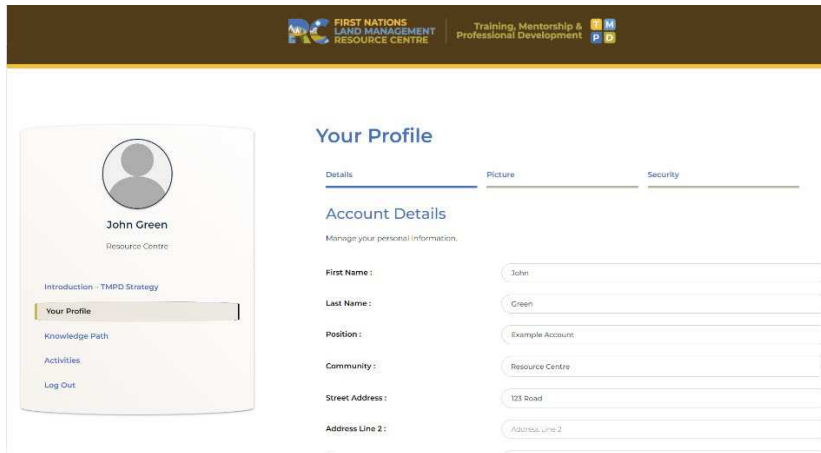 FIRST NATIONS
LAND MANAGEMENT
RESOURCE CENTRE
Training, Mentorship &
Professional Development
T M
P D
John Green
Resource Centre
Introduction - TMPD Strategy
Your Profile
Knowledge Path
Activities
Log Out
Your Profile
Details Picture Security
Account Details
Manage your personal information.
First Name : John
Last Name : Green
Position : Example Account
Community : Resource Centre
Street Address : 123 Road
Address Line 2 : Address Line 2